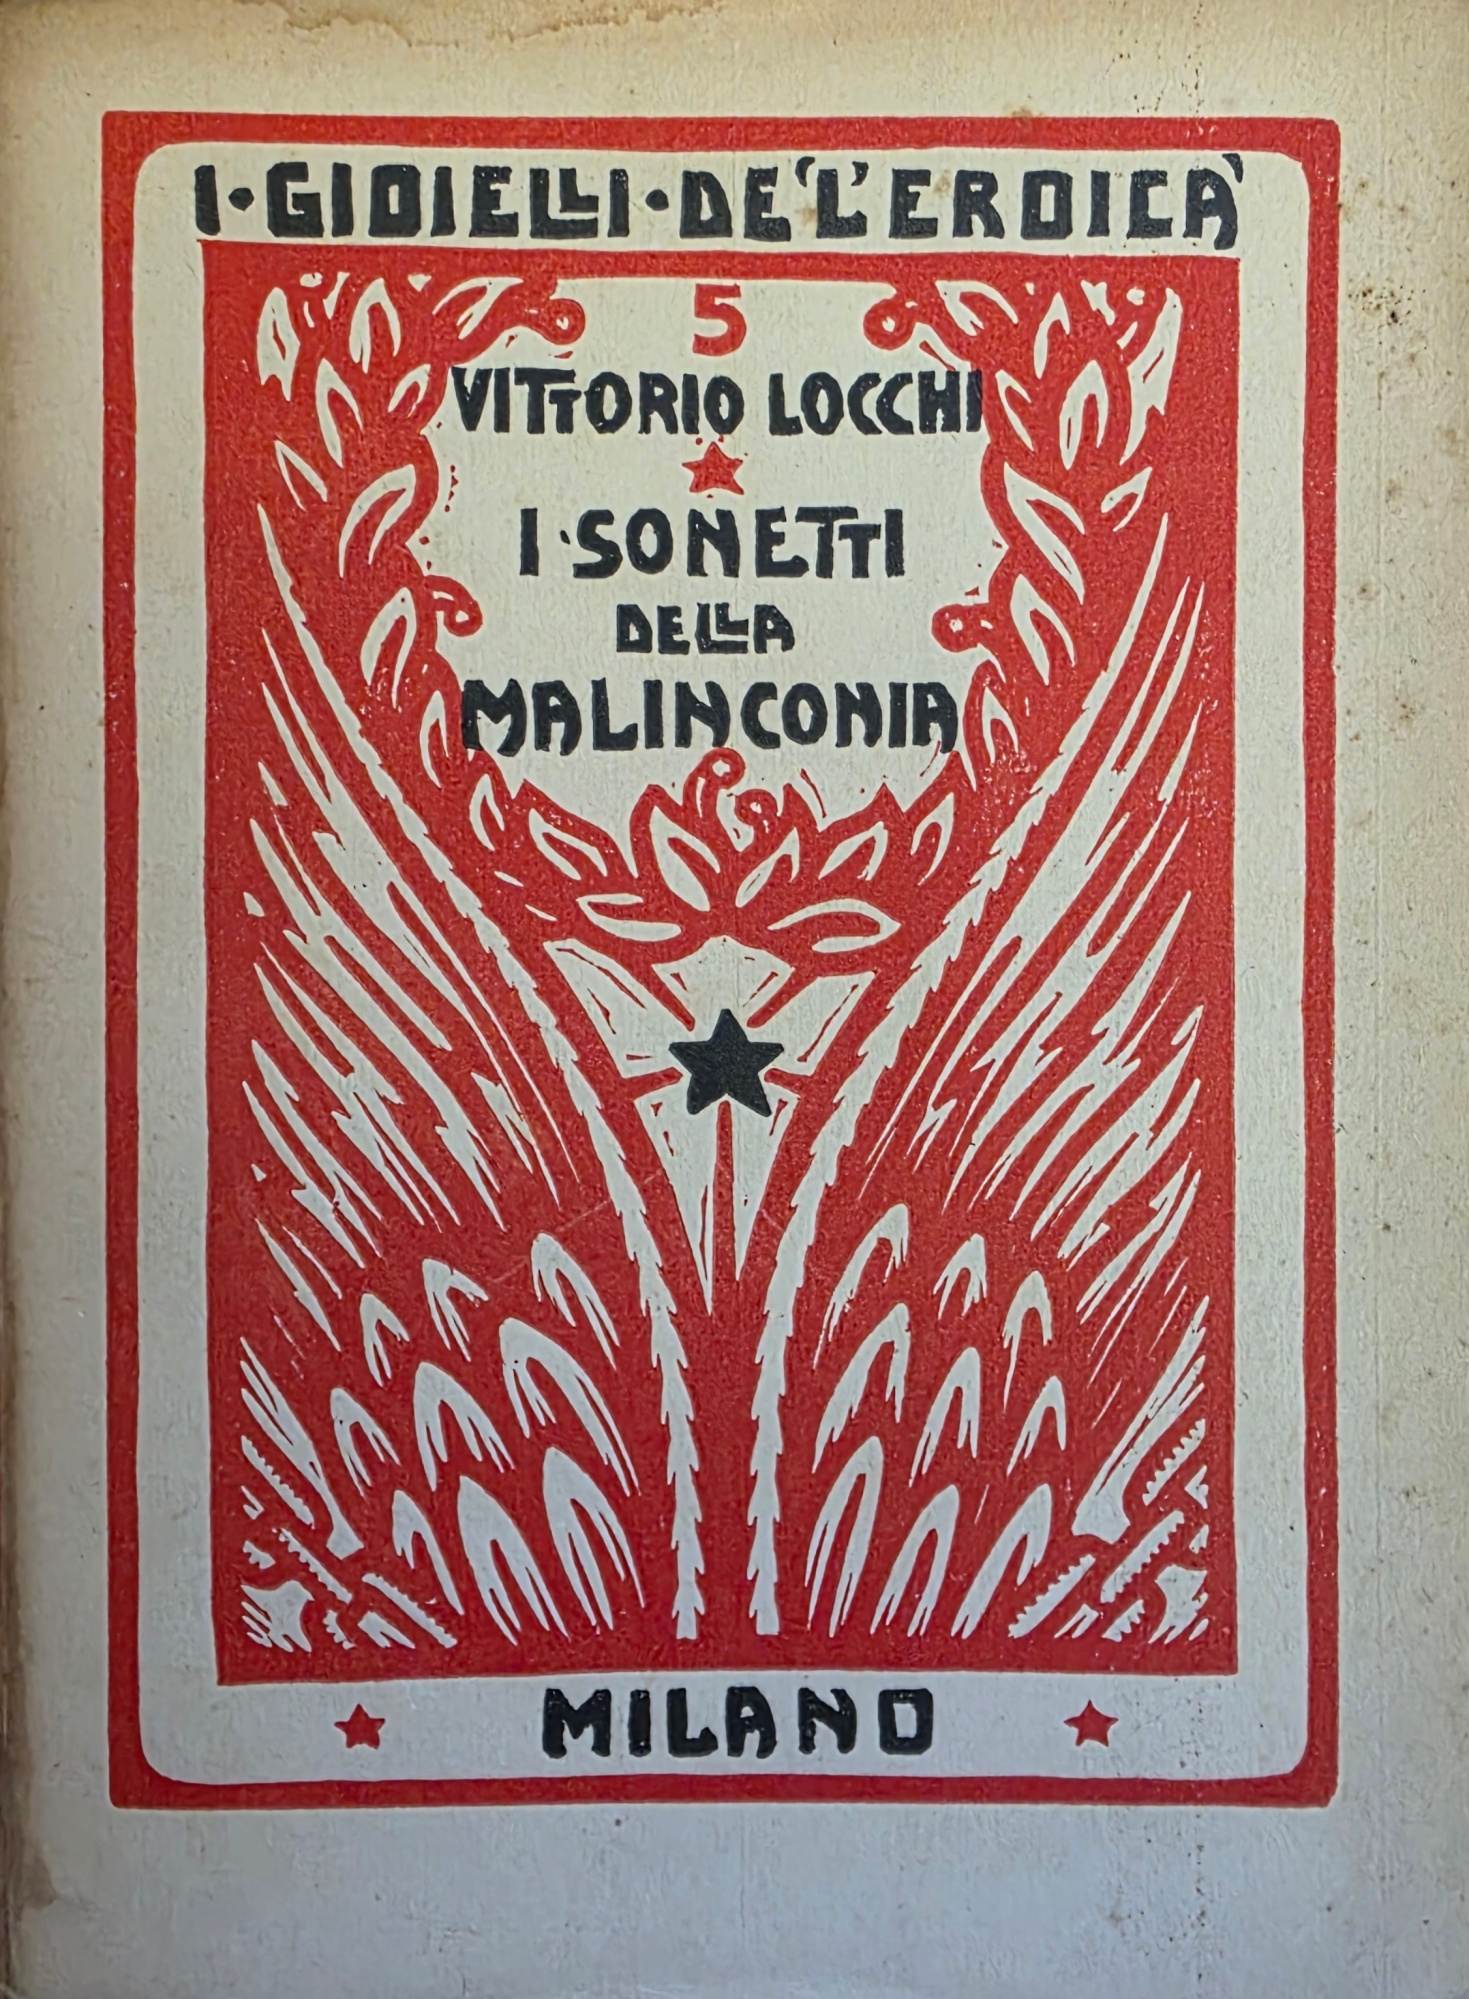 I·GIOIELLI·DE‘L’EROICA’
5
VITTORIO LOCCHI
I·SONETTI
DELLA
MALINCONIA
MILANO